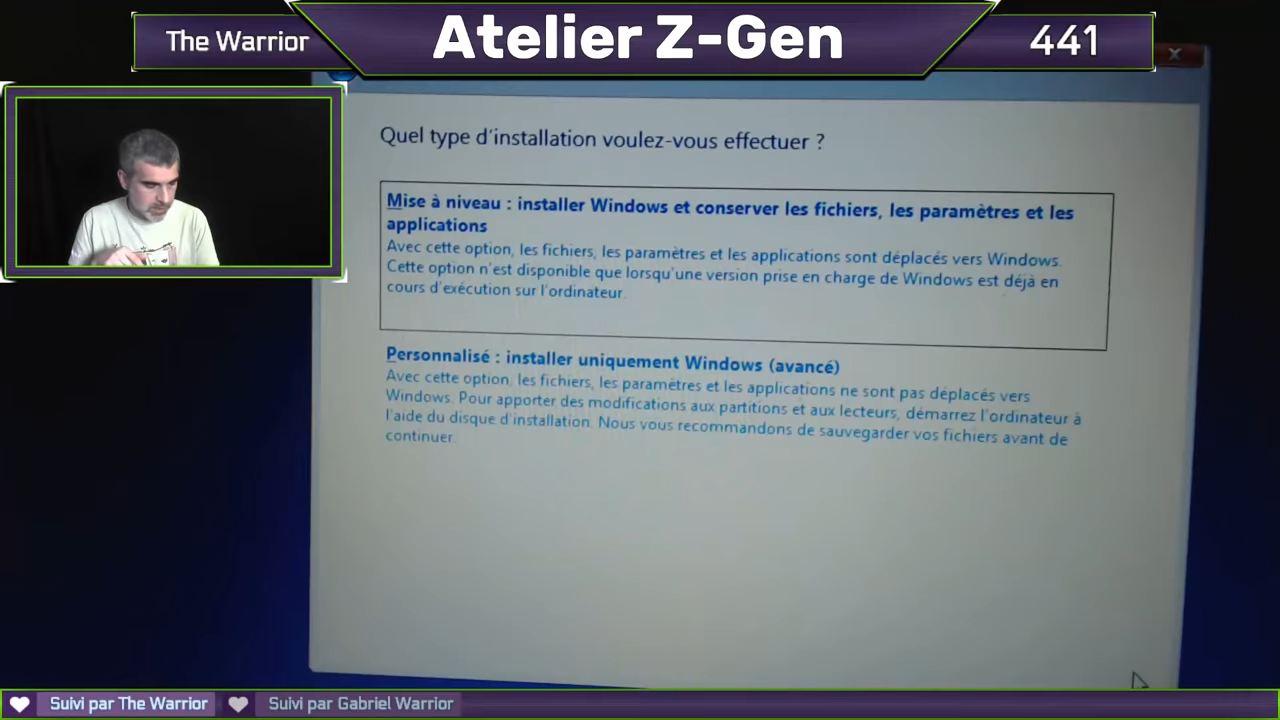 The Warrior
Atelier Z-Gen
441
Quel type d'installation voulez-vous effectuer ?
Mise à niveau : installer Windows et conserver les fichiers, les paramètres et les
applications
Avec cette option, les fichiers, les paramètres et les applications sont déplacés vers Windows.
Cette option n'est disponible que lorsqu'une version prise en charge de Windows est déjà en
cours d'exécution sur l'ordinateur.
Personnalisé : installer uniquement Windows (avancé)
Avec cette option, les fichiers, les paramètres et les applications ne sont pas déplacés vers
Windows. Pour apporter des modifications aux partitions et aux lecteurs, démarrez l'ordinateur à
l'aide du disque d'installation. Nous vous recommandons de sauvegarder vos fichiers avant de
continuer.
Suivi par The Warrior
Suivi par Gabriel Warrior